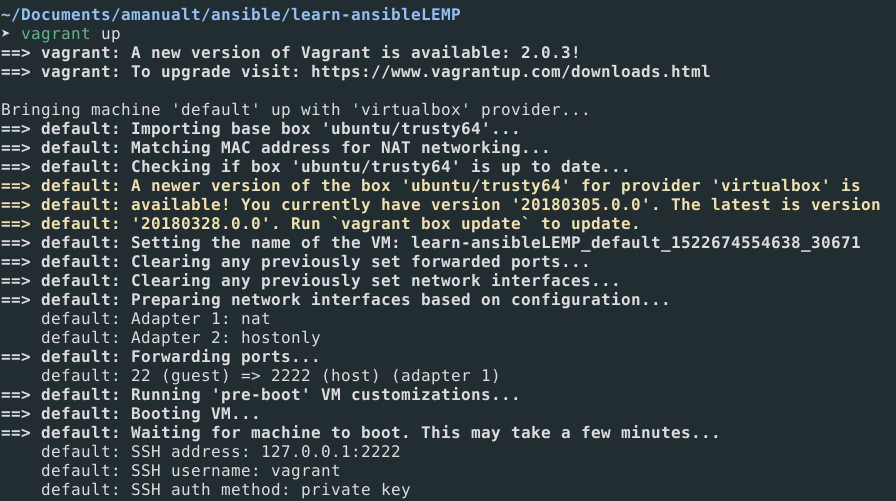 ~/Documents/amanualt/ansible/learn-ansibleLEMP
➤ vagrant up
==> vagrant: A new version of Vagrant is available: 2.0.3!
==> vagrant: To upgrade visit: https://www.vagrantup.com/downloads.html

Bringing machine 'default' up with 'virtualbox' provider...
==> default: Importing base box 'ubuntu/trusty64'...
==> default: Matching MAC address for NAT networking...
==> default: Checking if box 'ubuntu/trusty64' is up to date...
==> default: A newer version of the box 'ubuntu/trusty64' for provider 'virtualbox' is
==> default: available! You currently have version '20180305.0.0'. The latest is version
==> default: '20180328.0.0'. Run `vagrant box update` to update.
==> default: Setting the name of the VM: learn-ansibleLEMP_default_1522674554638_30671
==> default: Clearing any previously set forwarded ports...
==> default: Clearing any previously set network interfaces...
==> default: Preparing network interfaces based on configuration...
    default: Adapter 1: nat
    default: Adapter 2: hostonly
==> default: Forwarding ports...
    default: 22 (guest) => 2222 (host) (adapter 1)
==> default: Running 'pre-boot' VM customizations...
==> default: Booting VM...
==> default: Waiting for machine to boot. This may take a few minutes...
    default: SSH address: 127.0.0.1:2222
    default: SSH username: vagrant
    default: SSH auth method: private key